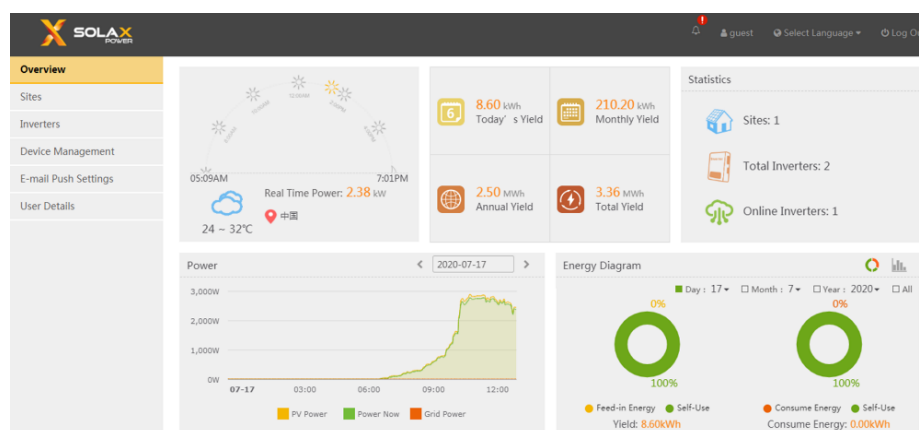 SOLAX
POWER
guest
Select Language
Log O
Overview
Sites
Inverters
Device Management
E-mail Push Settings
User Details
05:09AM
7:01PM
Real Time Power: 2.38 kW
中国
24 ~ 32℃
8.60 kWh
Today' s Yield
210.20 kWh
Monthly Yield
2.50 MWh
Annual Yield
3.36 MWh
Total Yield
Statistics
Sites: 1
Total Inverters: 2
Online Inverters: 1
Power
2020-07-17
3,000W
2,000W
1,000W
0W
07-17 03:00 06:00 09:00 12:00
PV Power Power Now Grid Power
Energy Diagram
Day : 17 Month : 7 Year : 2020 All
0% 0%
100% 100%
Feed-in Energy Self-Use
Yield: 8.60kWh
Consume Energy Self-Use
Consume Energy: 0.00kWh